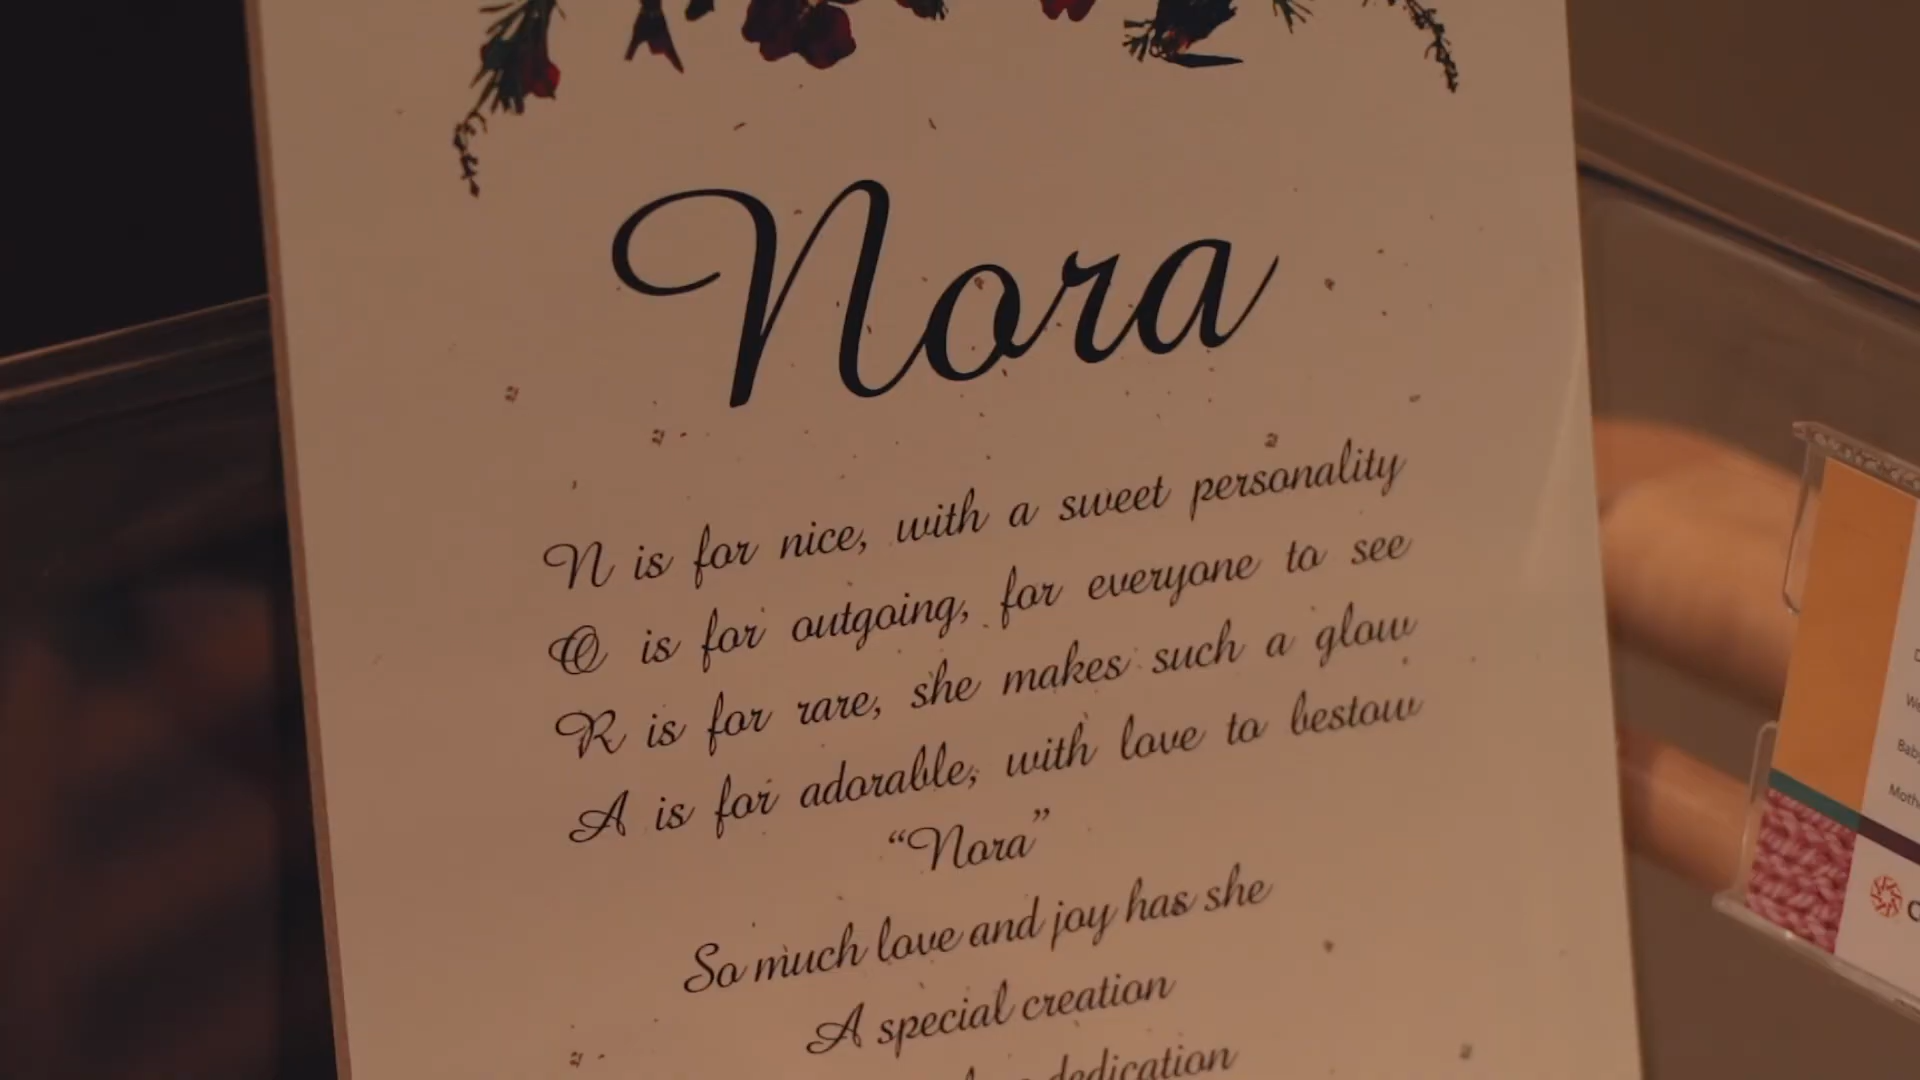 Nora
N is for nice, with a sweet personality
O is for outgoing, for everyone to see
R is for rare, she makes such a glow
A is for adorable, with love to bestow
“Nora”
So much love and joy has she
A special creation
dedication